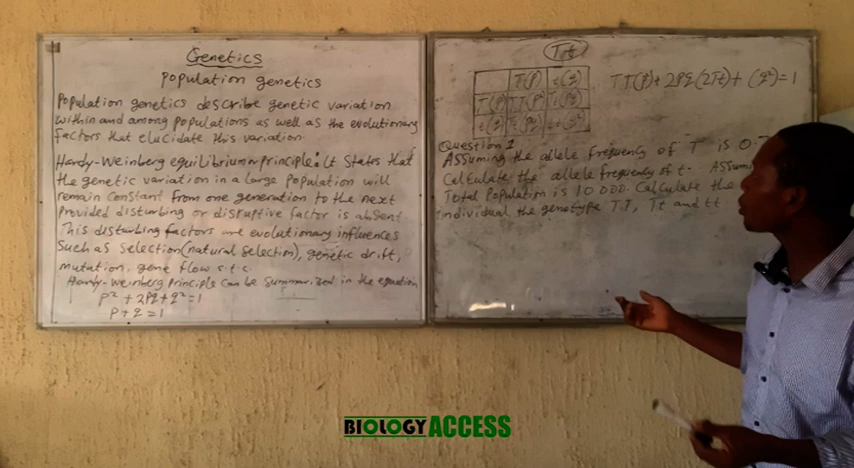 Genetics
Population genetics
Population genetics describe genetic variation
within and among populations as well as the evolutionary
factors that elucidate this variation.
Hardy-Weinberg equilibrium principle: It States that
the genetic variation in a large Population will
remain Constant from one generation to the next
Provided disturbing or disruptive factor is absent
This disturbing factors are evolutionary influences
Such as Selection (natural Selection), genetic drift,
mutation, gene flow e.t.c.
Hardy-Weinberg Principle Can be Summarized in the equation
P² + 2Pq + q² = 1
P + q = 1
T(P) t(q)
T(P)
t(q)
TT(P)+ 2Pq(2Tt)+ (q²)=1
Question 1
Assuming the allele frequency of T is 0.
Calculate the allele frequency of t. Assum
Total Population is 10 000. Calculate the
individual the genotype TT, Tt and tt
BIOLOGY ACCESS